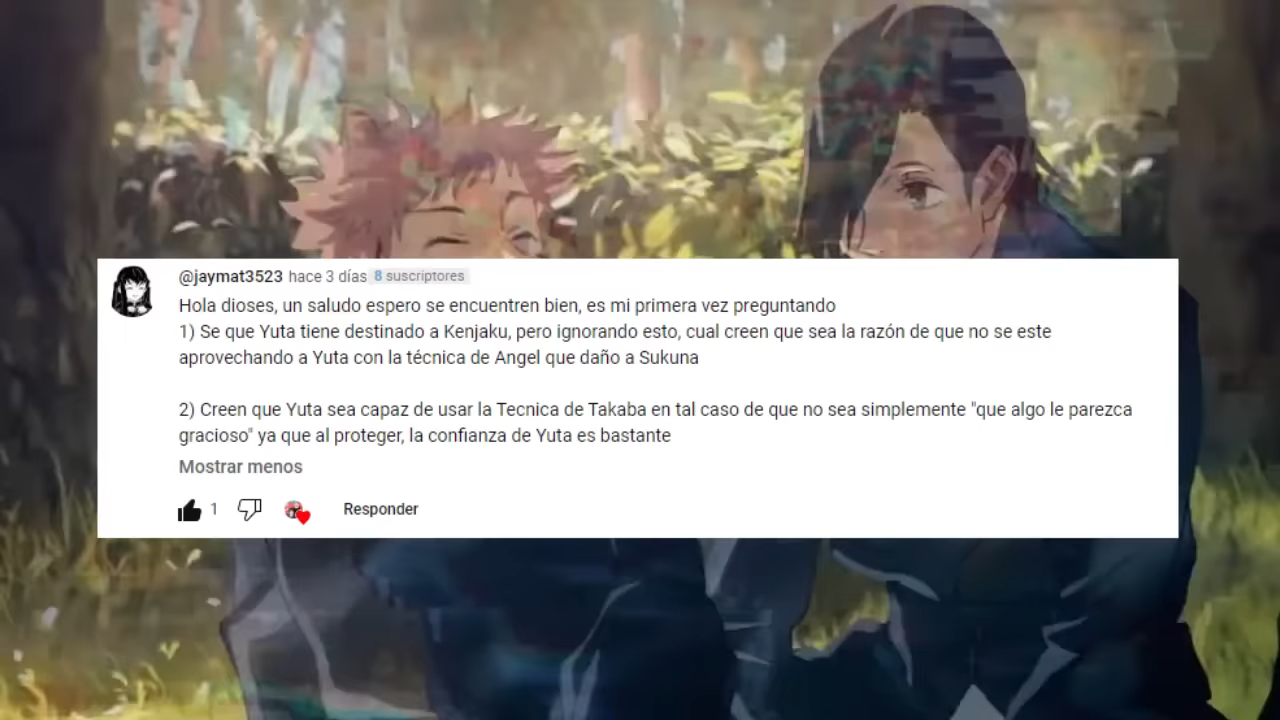 @jaymat3523 hace 3 días 8 suscriptores
Hola dioses, un saludo espero se encuentren bien, es mi primera vez preguntando
1) Se que Yuta tiene destinado a Kenjaku, pero ignorando esto, cual creen que sea la razón de que no se este
aprovechando a Yuta con la técnica de Angel que daño a Sukuna
2) Creen que Yuta sea capaz de usar la Tecnica de Takaba en tal caso de que no sea simplemente "que algo le parezca
gracioso" ya que al proteger, la confianza de Yuta es bastante
Mostrar menos
1 Responder